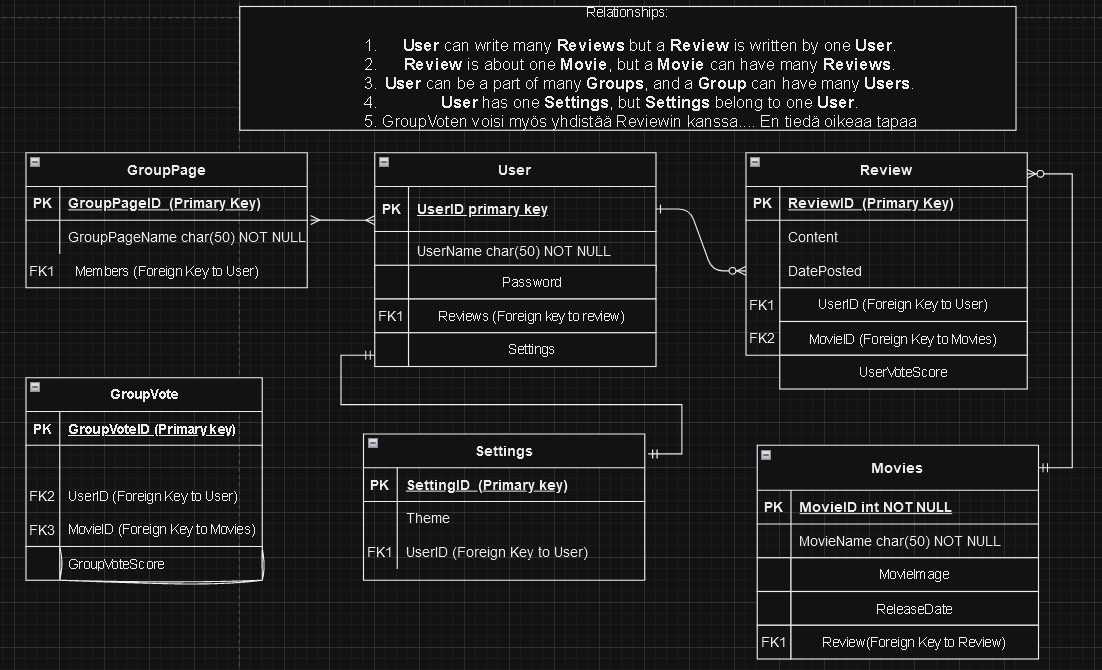 Relationships:
1. User can write many Reviews but a Review is written by one User.
2. Review is about one Movie, but a Movie can have many Reviews.
3. User can be a part of many Groups, and a Group can have many Users.
4. User has one Settings, but Settings belong to one User.
5. GroupVoten voisi myös yhdistää Reviewin kanssa.... En tiedä oikeaa tapaa
GroupPage
PK GroupPageID (Primary Key)
GroupPageName char(50) NOT NULL
FK1 Members (Foreign Key to User)
User
PK UserID primary key
UserName char(50) NOT NULL
Password
FK1 Reviews (Foreign key to review)
Settings
Review
PK ReviewID (Primary Key)
Content
DatePosted
FK1 UserID (Foreign Key to User)
FK2 MovieID (Foreign Key to Movies)
UserVoteScore
GroupVote
PK GroupVoteID (Primary key)
FK2 UserID (Foreign Key to User)
FK3 MovieID (Foreign Key to Movies)
GroupVoteScore
Settings
PK SettingID (Primary key)
Theme
FK1 UserID (Foreign Key to User)
Movies
PK MovieID int NOT NULL
MovieName char(50) NOT NULL
MovieImage
ReleaseDate
FK1 Review(Foreign Key to Review)